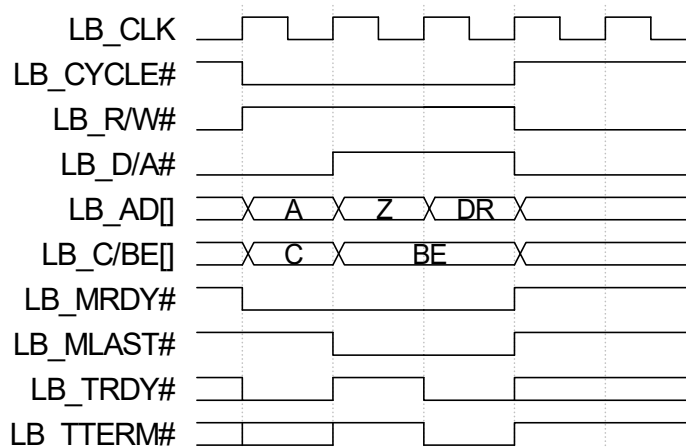 LB_CLK
LB_CYCLE#
LB_R/W#
LB_D/A#
LB_AD[] A Z DR
LB_C/BE[] C BE
LB_MRDY#
LB_MLAST#
LB_TRDY#
LB_TTERM#